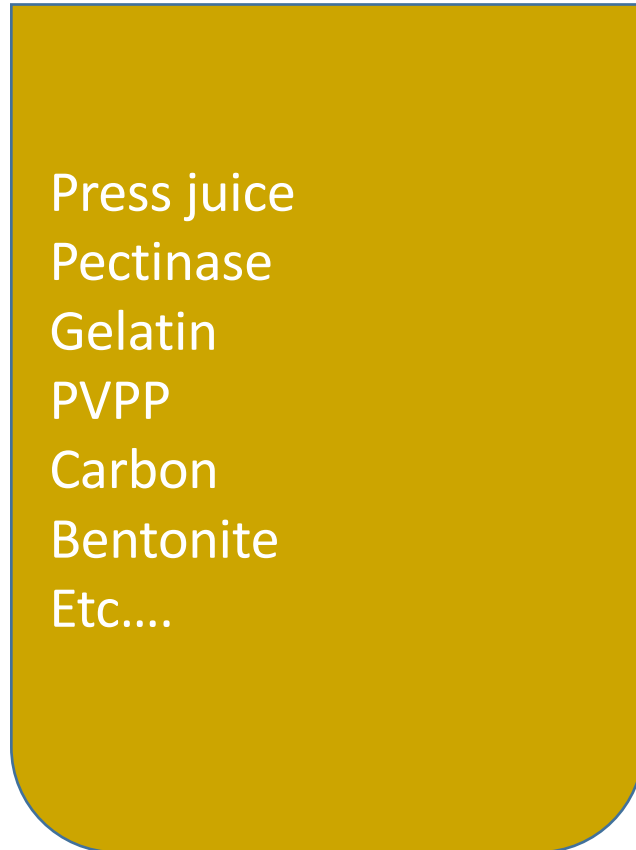 Press juice
Pectinase
Gelatin
PVPP
Carbon
Bentonite
Etc….